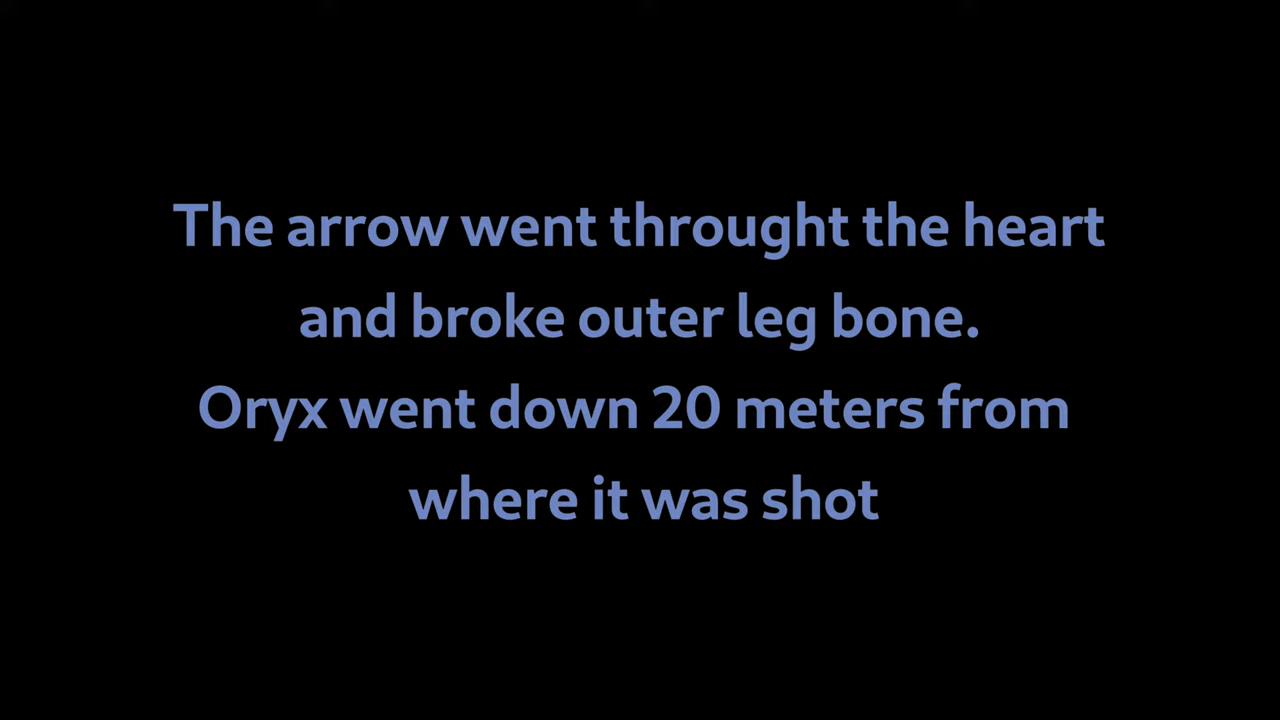 The arrow went throught the heart
and broke outer leg bone.
Oryx went down 20 meters from
where it was shot